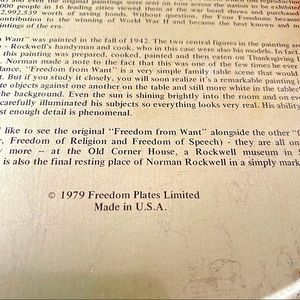 and when the original paintings were sent on tour across the nation to be exhibited
000 people in 16 leading cities viewed them at the war bond shows and purchased
2,992,539 worth of saving bonds. Without question, the Four Freedoms became
contribution to the winning of World War II and became the best known and
intings of the era.
om Want" was painted in the fall of 1942. The two central figures in the painting are
) - Rockwell's handyman and cook, who in this case were also his models. In fact,
n this painting was prepared, cooked, painted and then eaten on Thanksgiving
. Norman made a note to the fact that this was one of the few times he ever
lance, "Freedom from Want" is a very simple family table scene that would
t. But if you study it closely, you will soon realize it's a remarkable painting
te objects against one another on the table and still more white in the tablecl
the background. Even the sun is shining brightly into the room and on ev
carefully illuminated his subjects so everything looks very real. His ability
est enough detail is phenomenal.
like to see the original "Freedom from Want" alongside the other "
r, Freedom of Religion and Freedom of Speech) - they are all on
y more -- at the Old Corner House, a Rockwell museum in S
is also the final resting place of Norman Rockwell in a simply mark
© 1979 Freedom Plates Limited
Made in U.S.A.